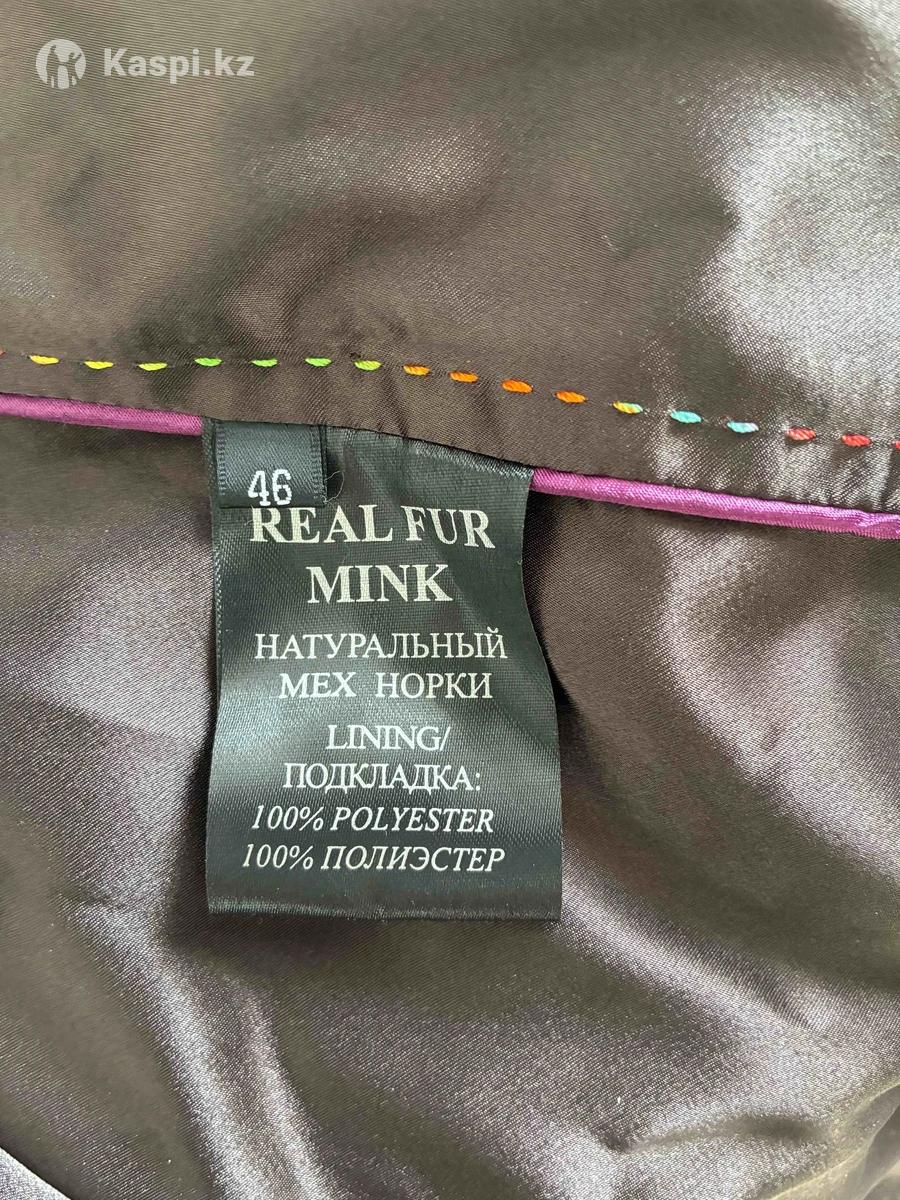 Kaspi.kz
46
REAL FUR
MINK
НАТУРАЛЬНЫЙ
МЕХ НОРКИ
LINING/
ПОДКЛАДКА:
100% POLYESTER
100% ПОЛИЭСТЕР